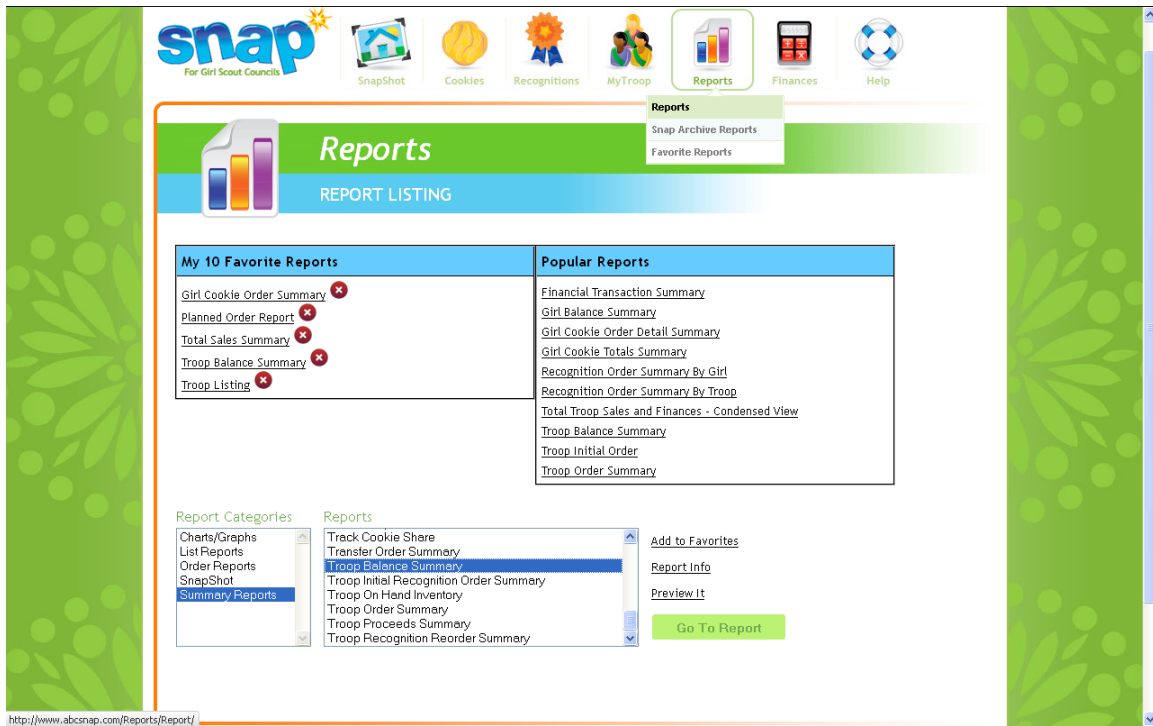 snap
For Girl Scout Councils
SnapShot
Cookies
Recognitions
MyTroop
Reports
Finances
Help
Reports
Snap Archive Reports
Favorite Reports
Reports
REPORT LISTING
My 10 Favorite Reports
Girl Cookie Order Summary
Planned Order Report
Total Sales Summary
Troop Balance Summary
Troop Listing
Popular Reports
Financial Transaction Summary
Girl Balance Summary
Girl Cookie Order Detail Summary
Girl Cookie Totals Summary
Recognition Order Summary By Girl
Recognition Order Summary By Troop
Total Troop Sales and Finances - Condensed View
Troop Balance Summary
Troop Initial Order
Troop Order Summary
Report Categories
Charts/Graphs
List Reports
Order Reports
SnapShot
Summary Reports
Reports
Track Cookie Share
Transfer Order Summary
Troop Balance Summary
Troop Initial Recognition Order Summary
Troop On Hand Inventory
Troop Order Summary
Troop Proceeds Summary
Troop Recognition Reorder Summary
Add to Favorites
Report Info
Preview It
Go To Report
http://www.abcsnap.com/Reports/Report/